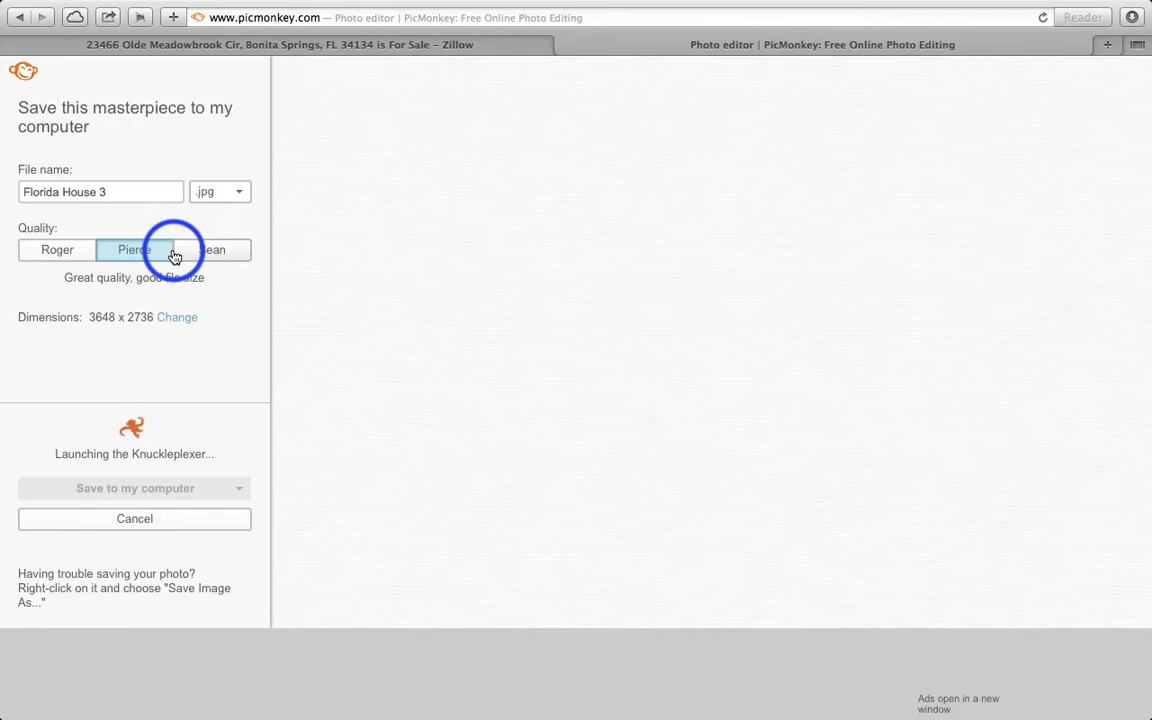 www.picmonkey.com — Photo editor | PicMonkey: Free Online Photo Editing
Reader
23466 Olde Meadowbrook Cir, Bonita Springs, FL 34134 is For Sale – Zillow
Photo editor | PicMonkey: Free Online Photo Editing
Save this masterpiece to my
computer
File name:
Florida House 3
.jpg
Quality:
Roger
Pierce
Sean
Great quality, good file size
Dimensions: 3648 x 2736 Change
Launching the Knuckleplexer...
Save to my computer
Cancel
Having trouble saving your photo?
Right-click on it and choose "Save Image
As..."
Ads open in a new
window